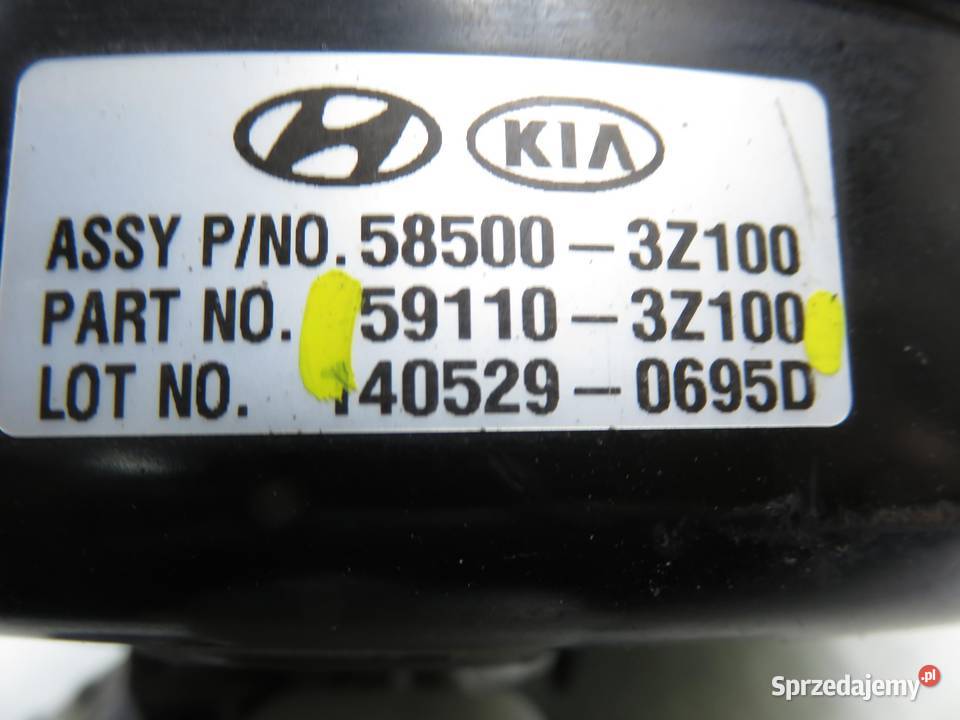 KIA
ASSY P/NO. 58500-3Z100
PART NO. 59110-3Z100
LOT NO. 140529-0695D
Sprzedajemy.pl